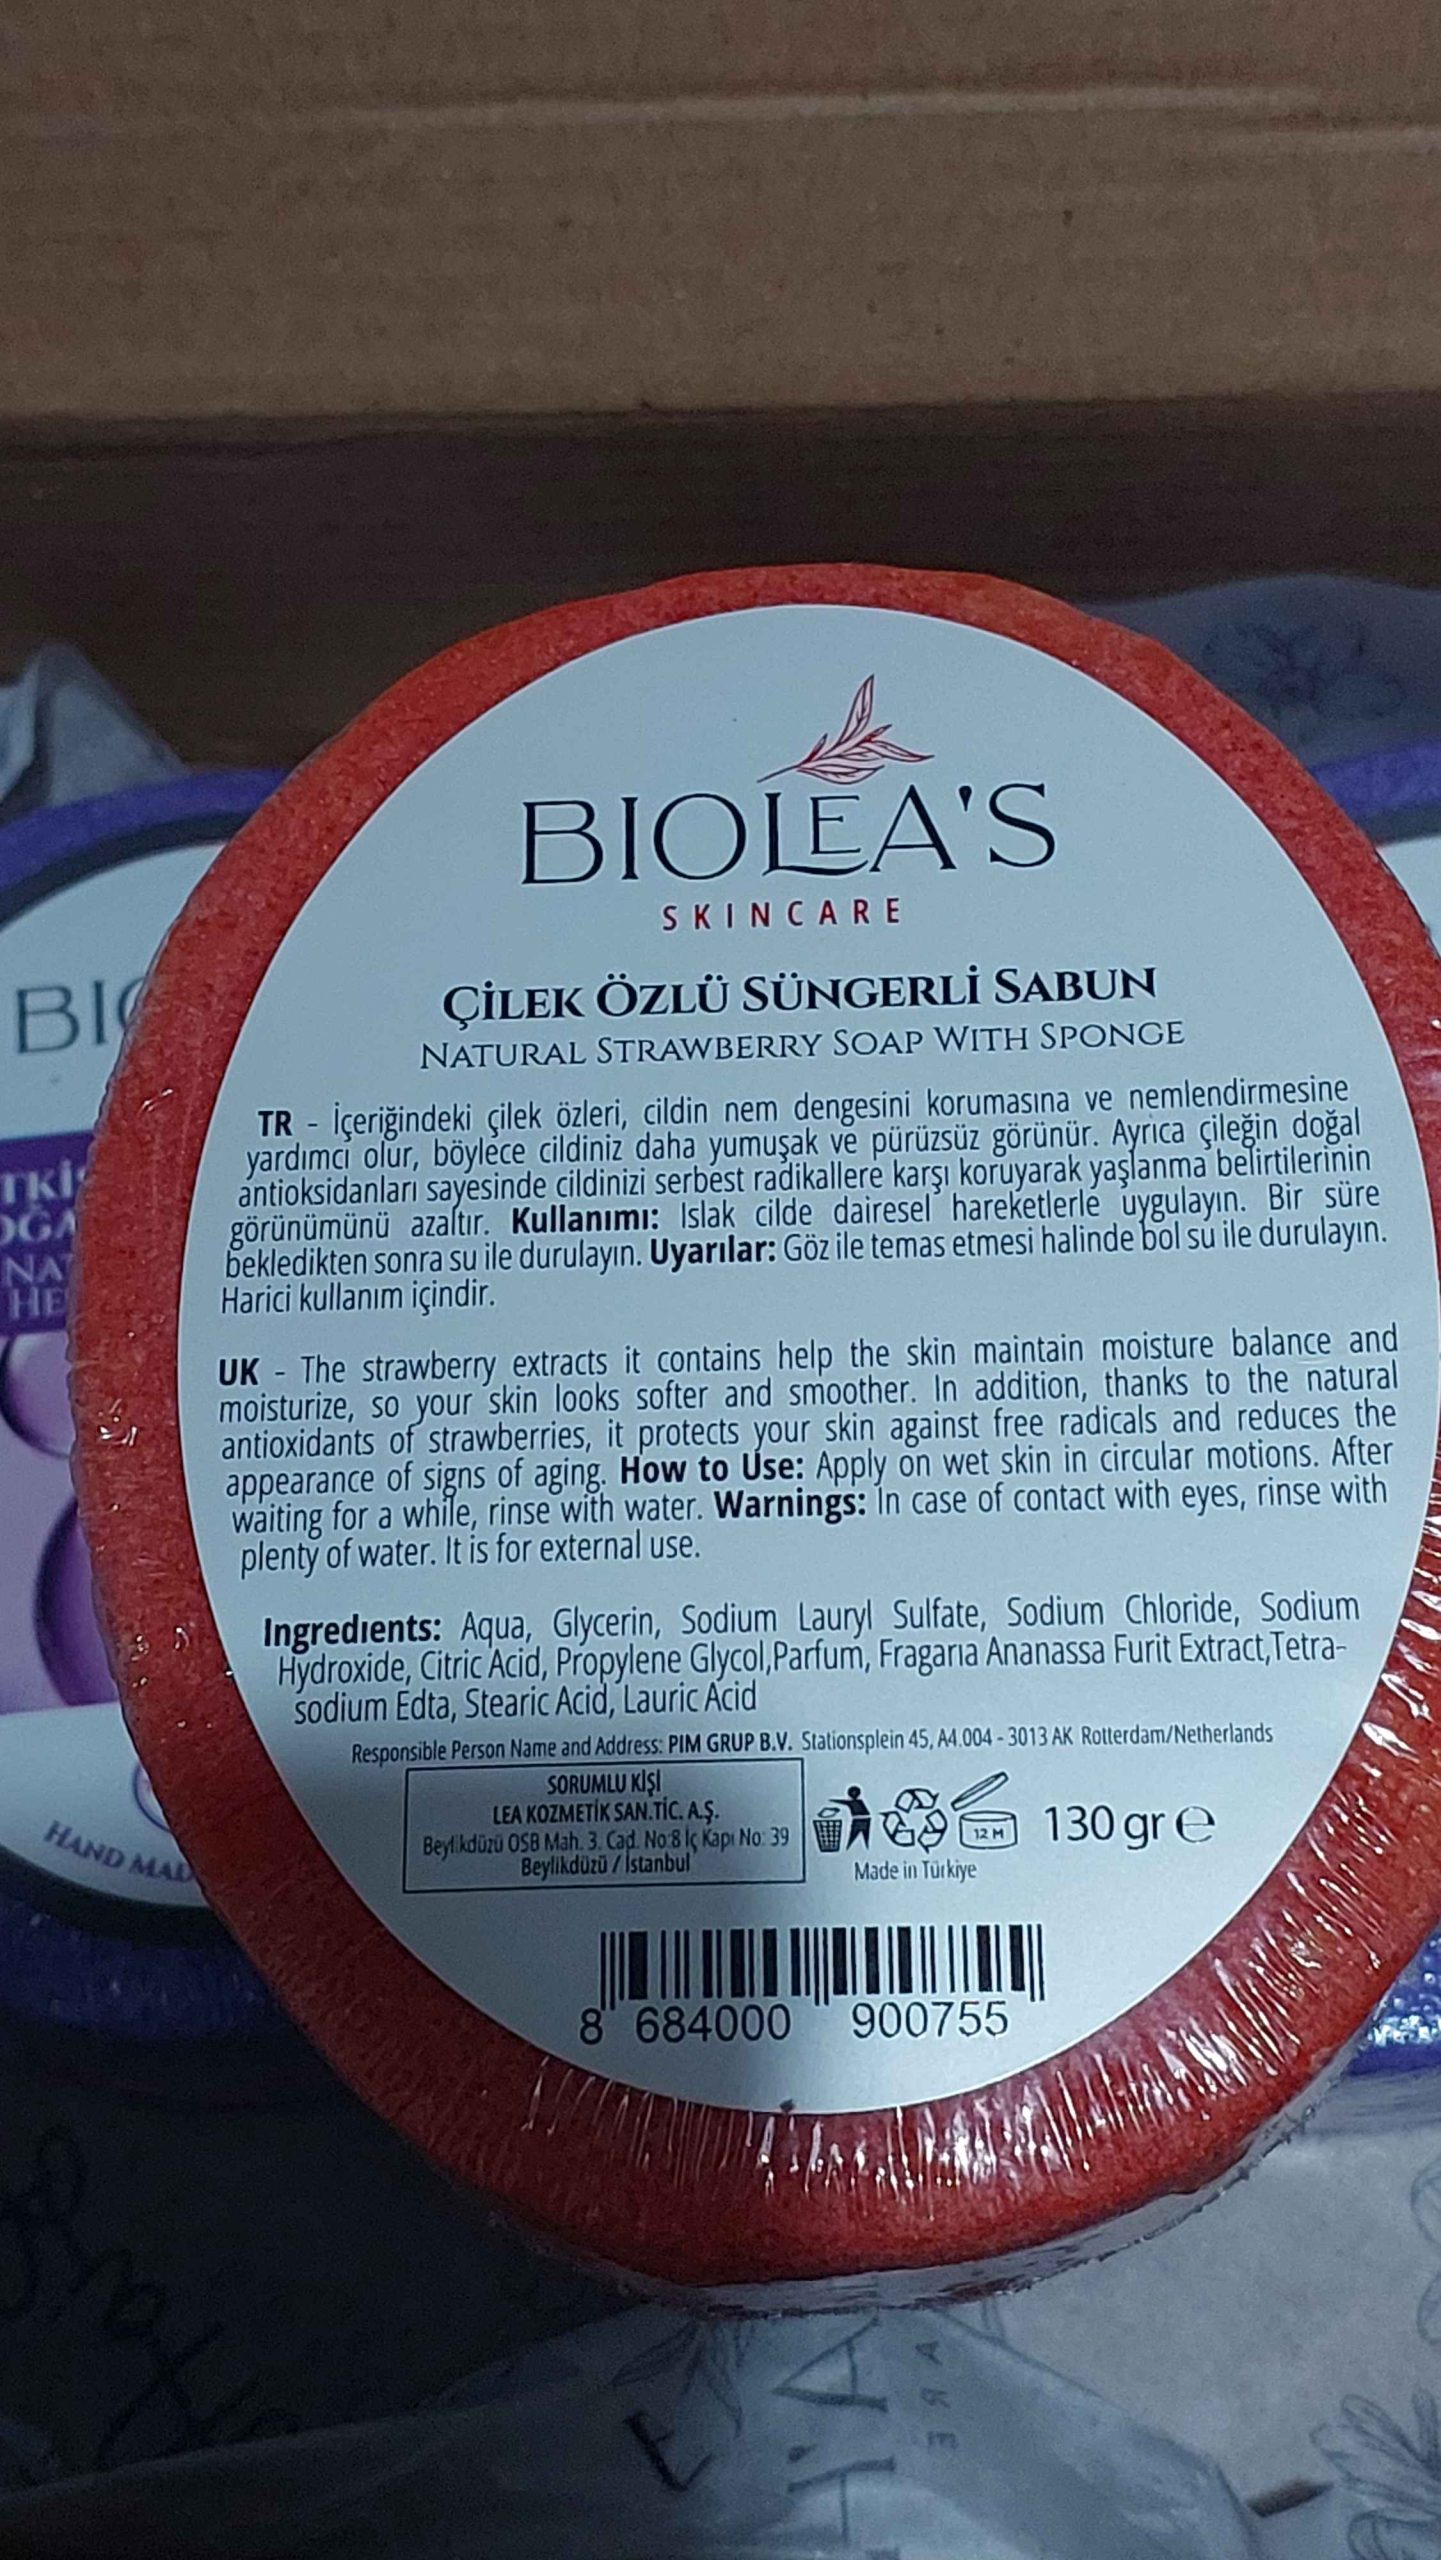 BIOLEA'S
SKINCARE
ÇİLEK ÖZLÜ SÜNGERLİ SABUN
NATURAL STRAWBERRY SOAP WITH SPONGE
TR - İçeriğindeki çilek özleri, cildin nem dengesini korumasına ve nemlendirmesine
yardımcı olur, böylece cildiniz daha yumuşak ve pürüzsüz görünür. Ayrıca çileğin doğal
antioksidanları sayesinde cildinizi serbest radikallere karşı koruyarak yaşlanma belirtilerinin
görünümünü azaltır. Kullanımı: Islak cilde dairesel hareketlerle uygulayın. Bir süre
bekledikten sonra su ile durulayın. Uyarılar: Göz ile temas etmesi halinde bol su ile durulayın.
Harici kullanım içindir.
UK - The strawberry extracts it contains help the skin maintain moisture balance and
moisturize, so your skin looks softer and smoother. In addition, thanks to the natural
antioxidants of strawberries, it protects your skin against free radicals and reduces the
appearance of signs of aging. How to Use: Apply on wet skin in circular motions. After
waiting for a while, rinse with water. Warnings: In case of contact with eyes, rinse with
plenty of water. It is for external use.
Ingredıents: Aqua, Glycerin, Sodium Lauryl Sulfate, Sodium Chloride, Sodium
Hydroxide, Citric Acid, Propylene Glycol,Parfum, Fragarıa Ananassa Furit Extract,Tetra-
sodium Edta, Stearic Acid, Lauric Acid
Responsible Person Name and Address: PIM GRUP B.V. Stationsplein 45, A4.004 - 3013 AK Rotterdam/Netherlands
SORUMLU KİŞİ
LEA KOZMETİK SAN.TİC. A.Ş.
Beylikdüzü OSB Mah. 3. Cad. No:8 İç Kapı No: 39
Beylikdüzü / İstanbul
12 M
130 gr e
Made in Türkiye
8 684000 900755
BIO
HAND MAD